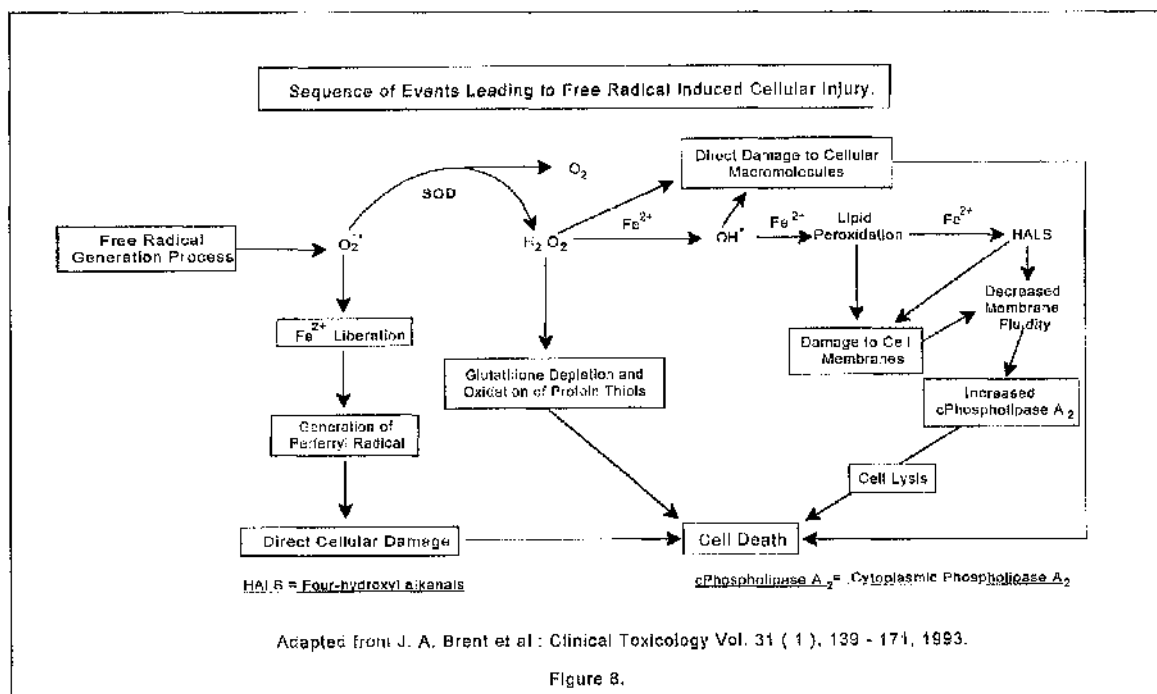 Sequence of Events Leading to Free Radical Induced Cellular Injury.
Direct Damage to Cellular
Macromolecules
O2
SOD
Free Radical
Generation Process
O2•-
H2O2
Fe2+
OH•
Fe2+
Lipid
Peroxidation
Fe2+
HALS
Decreased
Membrane
Fluidity
Fe2+ Liberation
Damage to Cell
Membranes
Glutathione Depletion and
Oxidation of Protein Thiols
Increased
cPhospholipase A2
Generation of
Perferryl Radical
Cell Lysis
Direct Cellular Damage
Cell Death
HALS = Four-hydroxyl alkanals
cPhospholipase A2= Cytoplasmic Phospholipase A2
Adapted from J. A. Brent et al : Clinical Toxicology Vol. 31 ( 1 ), 139 - 171, 1993.
Figure 8.